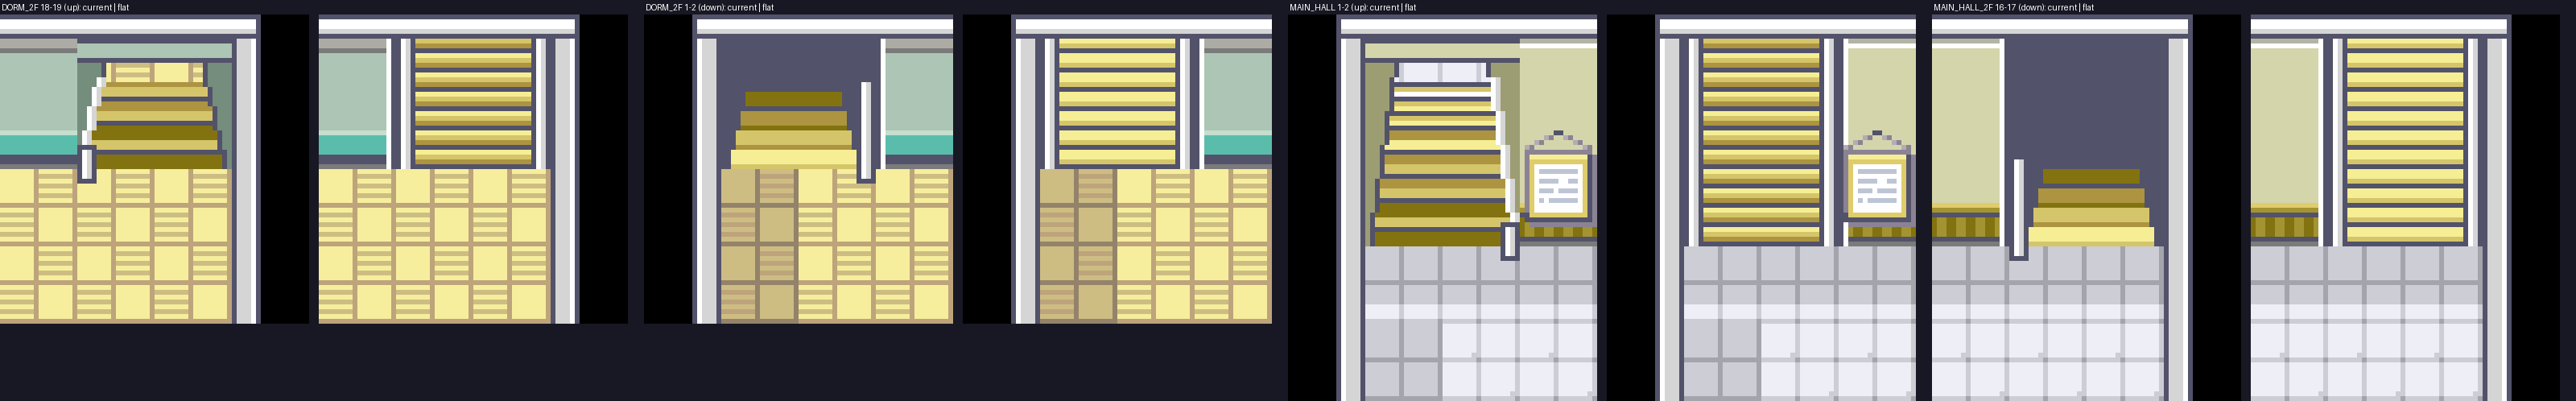 DORM_2F 18-19 (up): current | flat
DORM_2F 1-2 (down): current | flat
MAIN_HALL 1-2 (up): current | flat
MAIN_HALL_2F 16-17 (down): current | flat